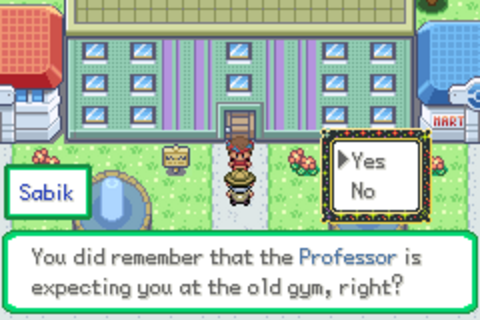 MART
Yes
No
Sabik
You did remember that the Professor is
expecting you at the old gym, right?